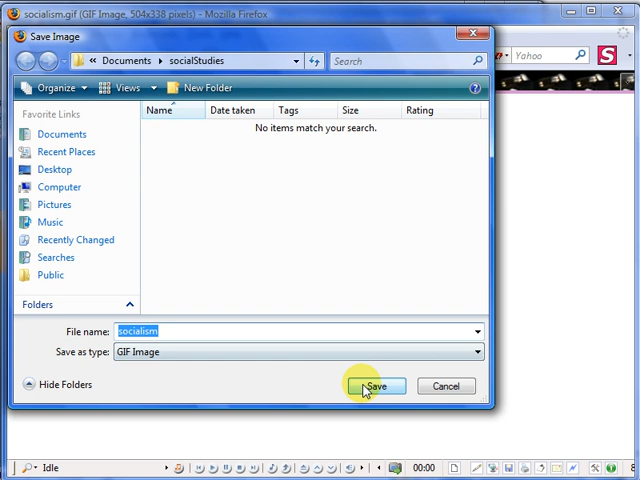 socialism.gif (GIF Image, 504x338 pixels) - Mozilla Firefox
Save Image
« Documents socialStudies
Search
Yahoo
S
Organize Views New Folder
Favorite Links
Name Date taken Tags Size Rating
No items match your search.
Documents
Recent Places
Desktop
Computer
Pictures
Music
Recently Changed
Searches
Public
Folders
File name: socialism
Save as type: GIF Image
Hide Folders
Save Cancel
Idle
00:00